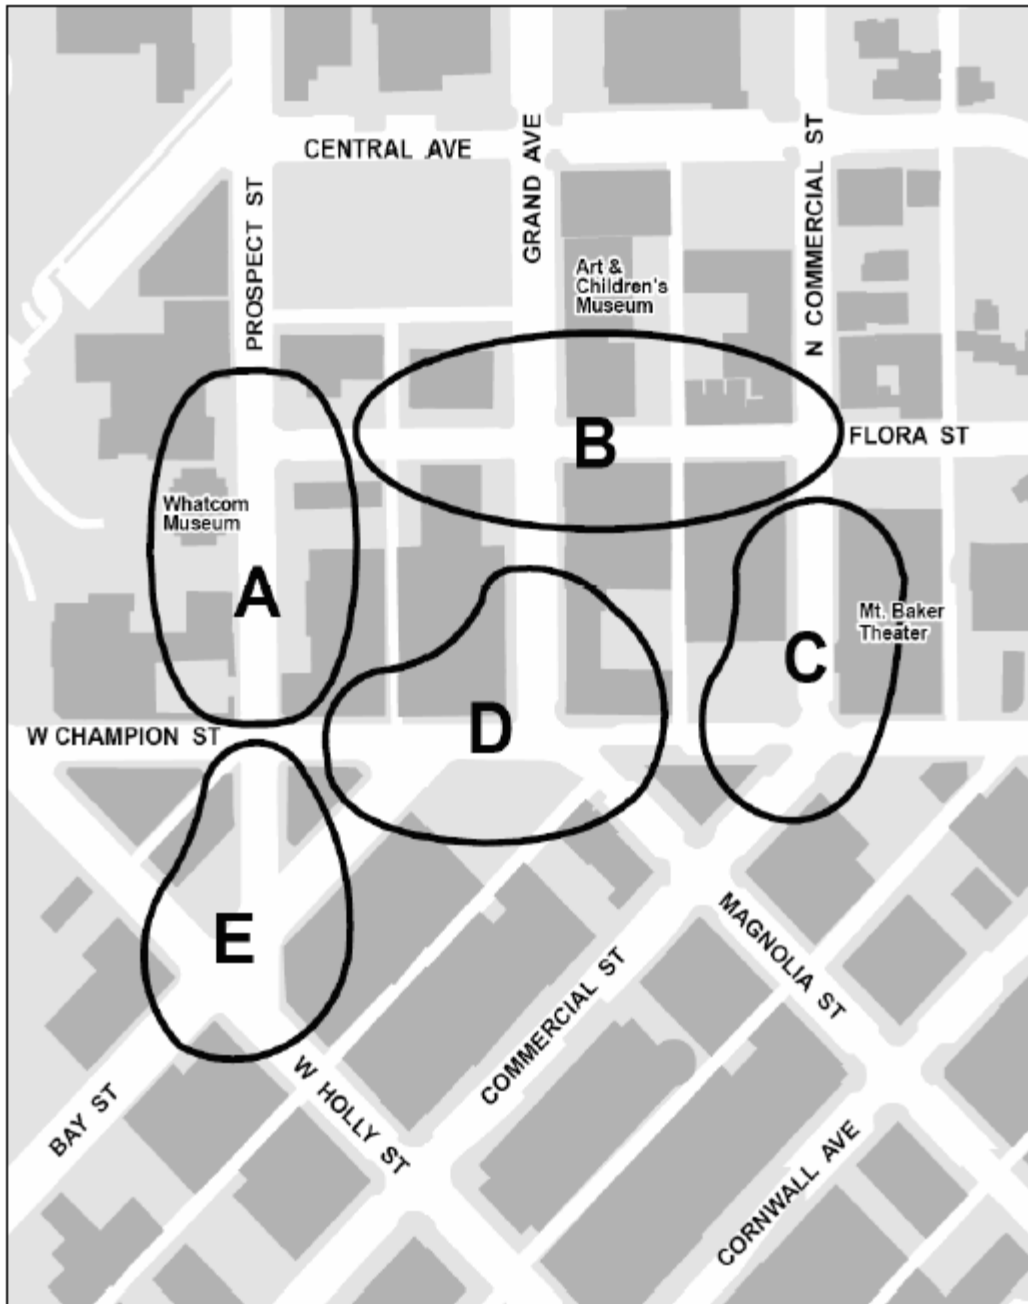 CENTRAL AVE
PROSPECT ST
GRAND AVE
N COMMERCIAL ST
Art &
Children's
Museum
B
FLORA ST
Whatcom
Museum
A
Mt. Baker
Theater
C
D
W CHAMPION ST
E
MAGNOLIA ST
COMMERCIAL ST
BAY ST
W HOLLY ST
CORNWALL AVE